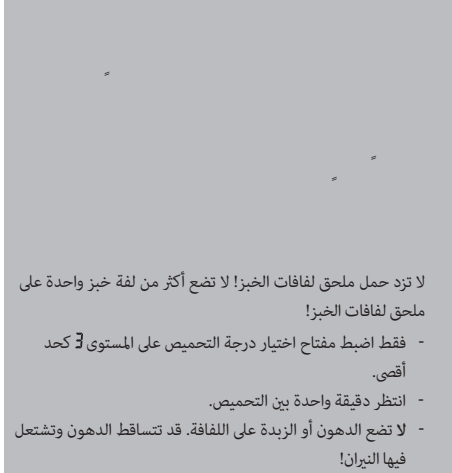 لا تزد حمل ملحق لفافات الخبز! لا تضع أكثر من لفة خبز واحدة على
ملحق لفافات الخبز!
- فقط اضبط مفتاح اختيار درجة التحميص على المستوى 3 كحد
أقصى.
- انتظر دقيقة واحدة بين التحميص.
- لا تضع الدهون أو الزبدة على اللفافة. قد تتساقط الدهون وتشتعل
فيها النيران!